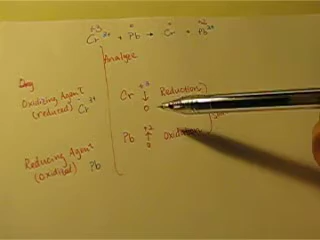 +3 0 0 +2
Cr³⁺ + Pb → Cr + Pb²⁺
Analyze
Oxidizing Agent Cr³⁺
(reduced)
Cr +3 ↓ 0 Reduction
Pb +2 ↑ 0 Oxidation
Reducing Agent
(Oxidized) Pb